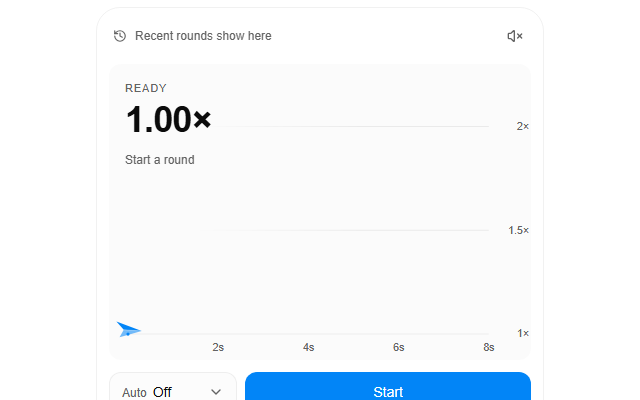 Recent rounds show here
READY
1.00×
Start a round
2×
1.5×
1×
2s 4s 6s 8s
Auto Off
Start